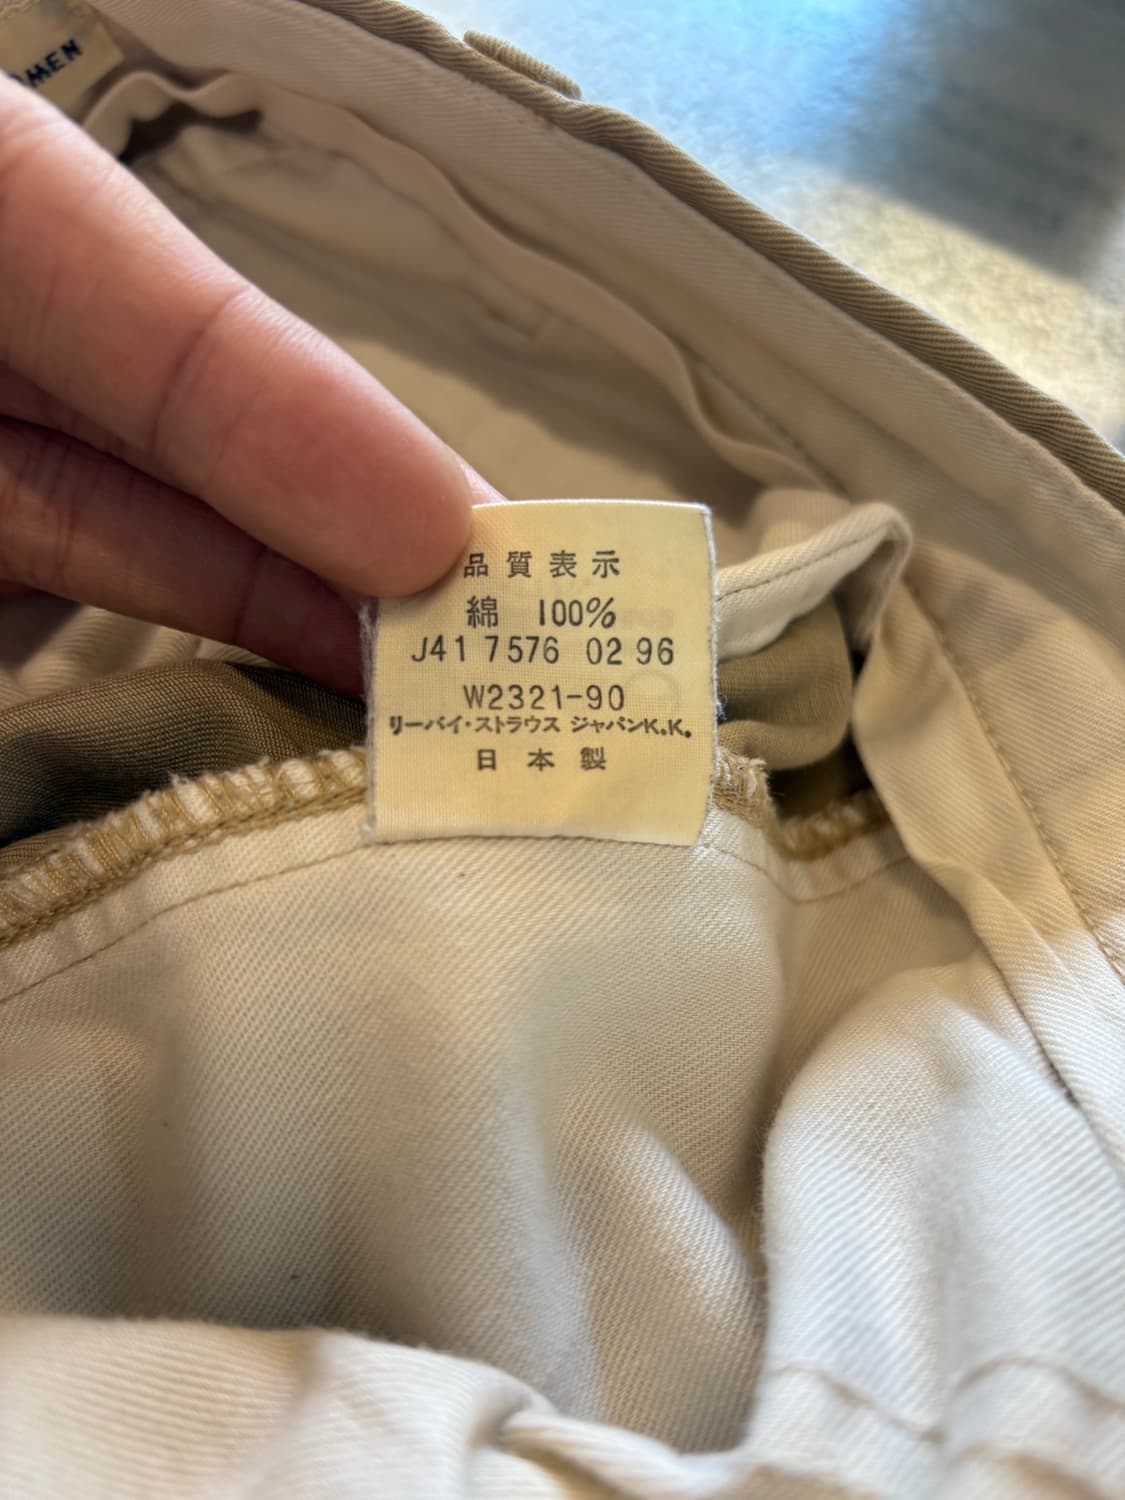 品質表示
綿 100%
J41 7576 02 96
W2321-90
リーバイ・ストラウス ジャパンK.K.
日本製